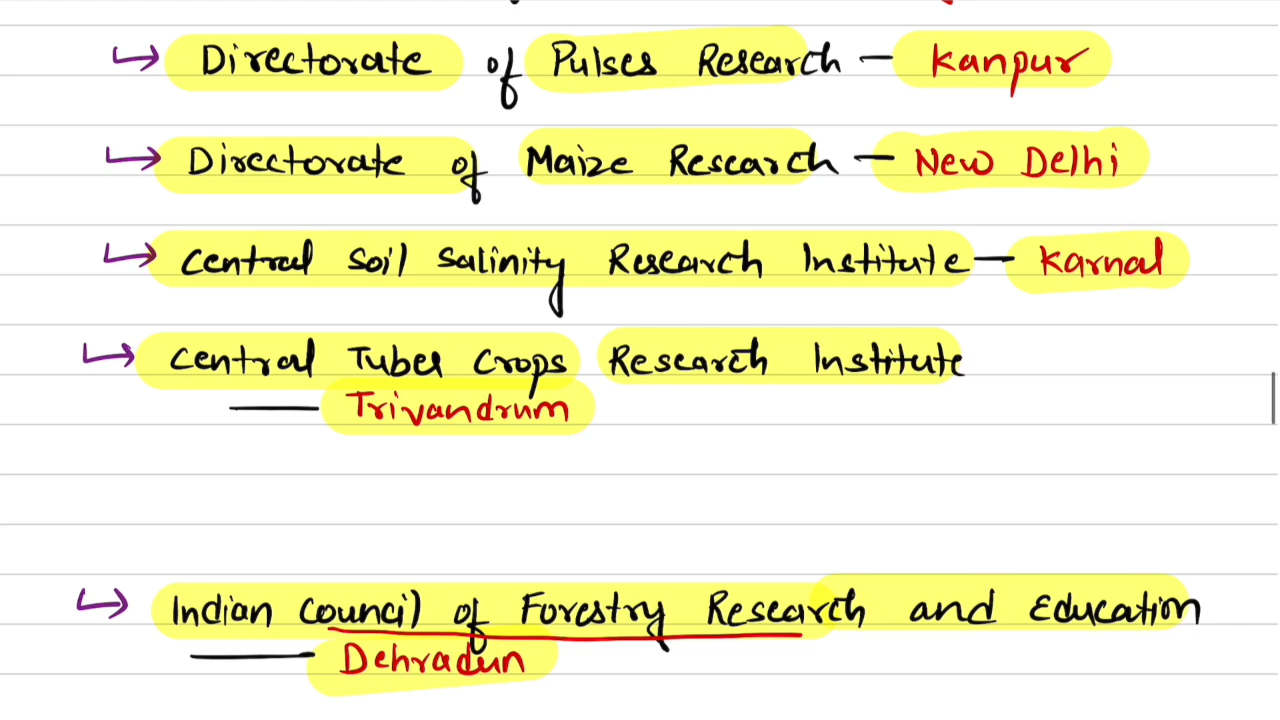 ↳ Directorate of Pulses Research – Kanpur
↳ Directorate of Maize Research – New Delhi
↳ Central Soil Salinity Research Institute – Karnal
↳ Central Tuber Crops Research Institute
— Trivandrum
↳ Indian Council of Forestry Research and Education
— Dehradun